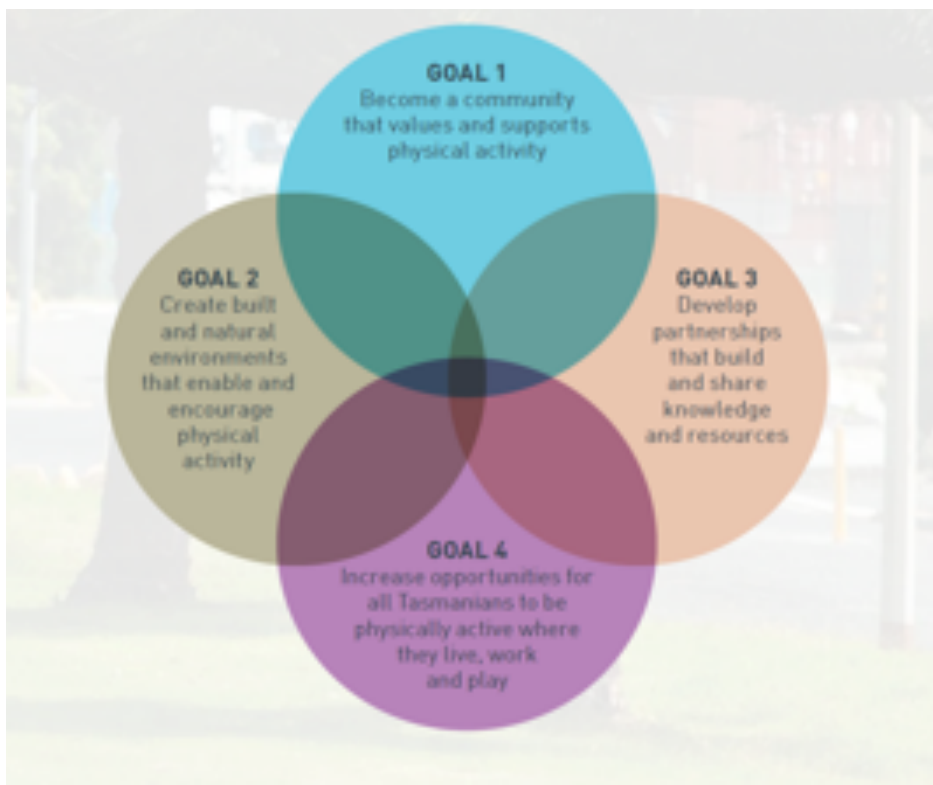 GOAL 1
Become a community
that values and supports
physical activity
GOAL 2
Create built
and natural
environments
that enable and
encourage
physical
activity
GOAL 3
Develop
partnerships
that build
and share
knowledge
and resources
GOAL 4
Increase opportunities for
all Tasmanians to be
physically active where
they live, work
and play